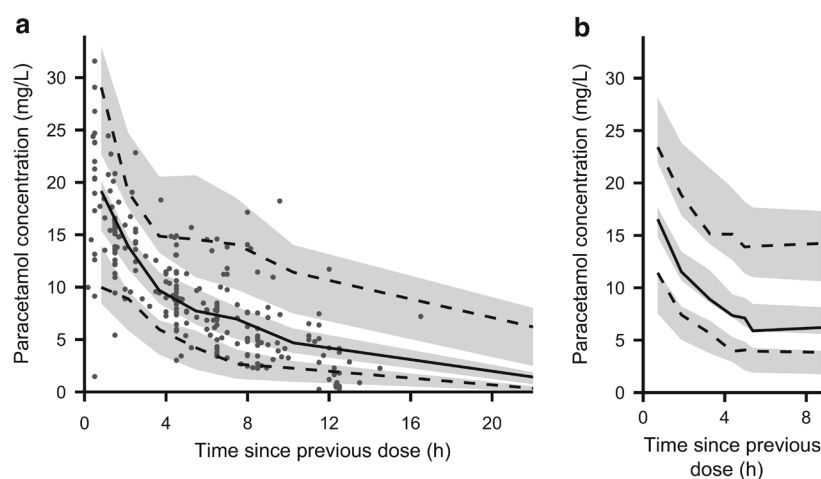 a
Paracetamol concentration (mg/L)
30
25
20
15
10
5
0
0 4 8 12 16 20
Time since previous dose (h)
b
Paracetamol concentration (mg/L)
30
25
20
15
10
5
0
0 4 8
Time since previous
dose (h)